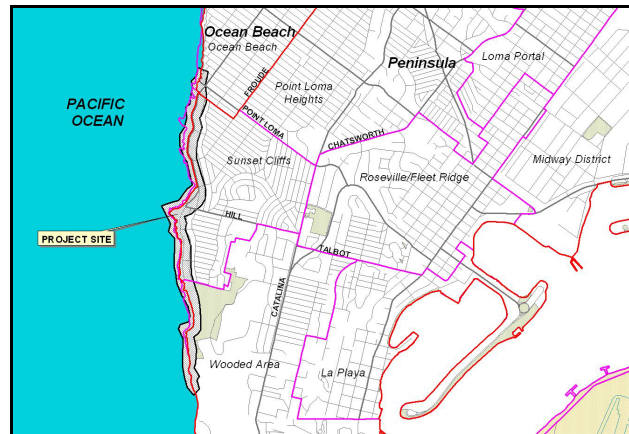 Ocean Beach
Ocean Beach
Loma Portal
Peninsula
FROUDE
Point Loma
Heights
PACIFIC
OCEAN
POINT LOMA
CHATSWORTH
Sunset Cliffs
Midway District
Roseville/Fleet Ridge
HILL
PROJECT SITE
TALBOT
CATALINA
Wooded Area
La Playa